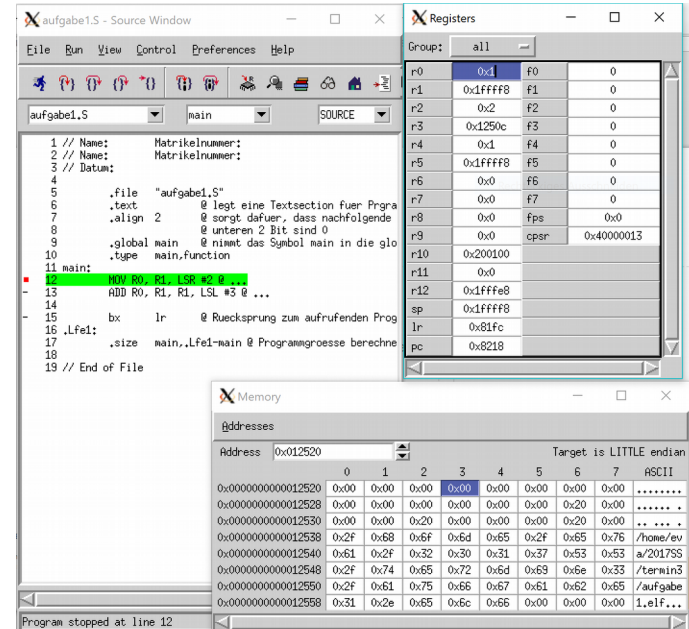 aufgabe1.S - Source Window
File Run View Control Preferences Help
aufgabe1.S main SOURCE
1 // Name: Matrikelnummer:
2 // Name: Matrikelnummer:
3 // Datum:
4
5 .file "aufgabe1.S"
6 .text @ legt eine Textsection fuer Prgra
7 .align 2 @ sorgt dafuer, dass nachfolgende
8 @ unteren 2 Bit sind 0
9 .global main @ nimmt das Symbol main in die glo
10 .type main,function
11 main:
12 MOV R0, R1, LSR #2 @ ...
13 ADD R0, R1, R1, LSL #3 @ ...
14
15 bx lr @ Ruecksprung zum aufrufenden Prog
16 .Lfe1:
17 .size main,.Lfe1-main @ Programmgroesse berechne
18
19 // End of File
Program stopped at line 12
Registers
Group: all
r0 0x1 f0 0
r1 0x1ffff8 f1 0
r2 0x2 f2 0
r3 0x1250c f3 0
r4 0x1 f4 0
r5 0x1ffff8 f5 0
r6 0x0 f6 0
r7 0x0 f7 0
r8 0x0 fps 0x0
r9 0x0 cpsr 0x40000013
r10 0x200100
r11 0x0
r12 0x1fffe8
sp 0x1ffff8
lr 0x81fc
pc 0x8218
Memory
Addresses
Address 0x012520 Target is LITTLE endian
0 1 2 3 4 5 6 7 ASCII
0x0000000000012520 0x00 0x00 0x00 0x00 0x00 0x00 0x00 0x00 ........
0x0000000000012528 0x00 0x00 0x00 0x00 0x00 0x00 0x20 0x00 ...... .
0x0000000000012530 0x00 0x00 0x20 0x00 0x00 0x00 0x20 0x00 .. ... .
0x0000000000012538 0x2f 0x68 0x6f 0x6d 0x65 0x2f 0x65 0x76 /home/ev
0x0000000000012540 0x61 0x2f 0x32 0x30 0x31 0x37 0x53 0x53 a/2017SS
0x0000000000012548 0x2f 0x74 0x65 0x72 0x6d 0x69 0x6e 0x33 /termin3
0x0000000000012550 0x2f 0x61 0x75 0x66 0x67 0x61 0x62 0x65 /aufgabe
0x0000000000012558 0x31 0x2e 0x65 0x6c 0x66 0x00 0x00 0x00 1.elf...